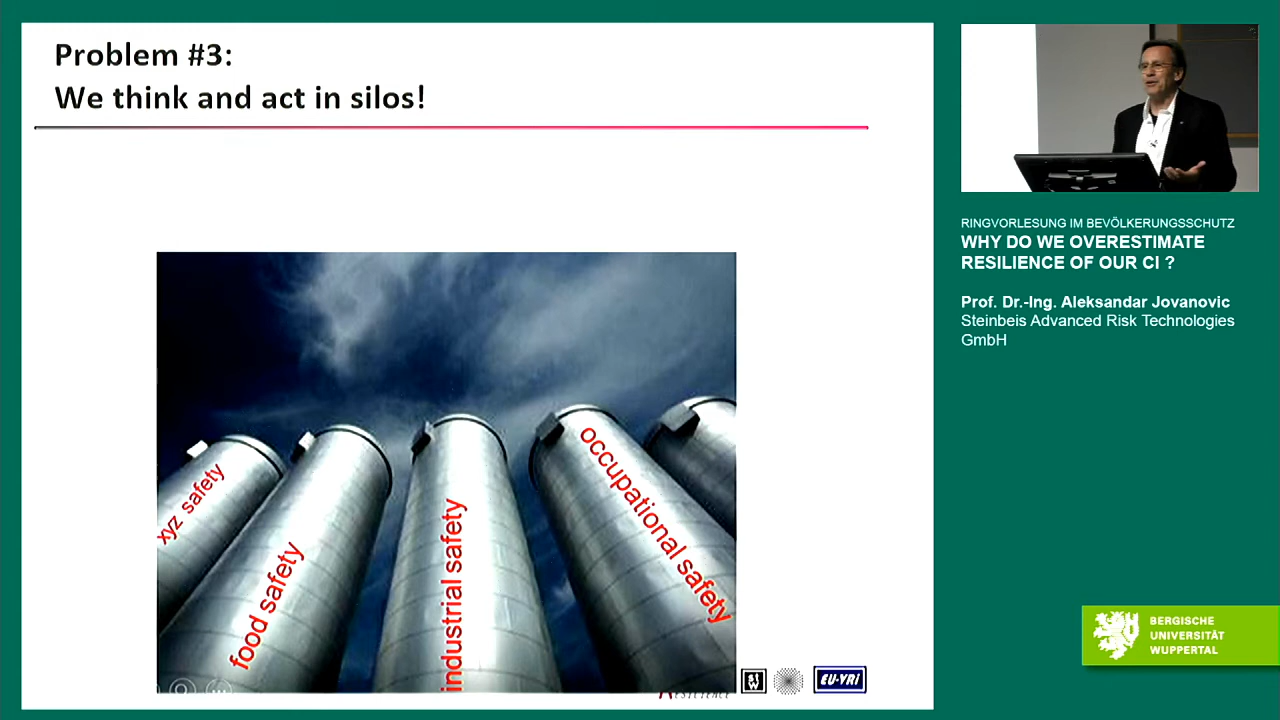 Problem #3:
We think and act in silos!
xyz safety
food safety
industrial safety
occupational safety
EU-VRi
RINGVORLESUNG IM BEVÖLKERUNGSSCHUTZ
WHY DO WE OVERESTIMATE
RESILIENCE OF OUR CI ?
Prof. Dr.-Ing. Aleksandar Jovanovic
Steinbeis Advanced Risk Technologies
GmbH
BERGISCHE
UNIVERSITÄT
WUPPERTAL